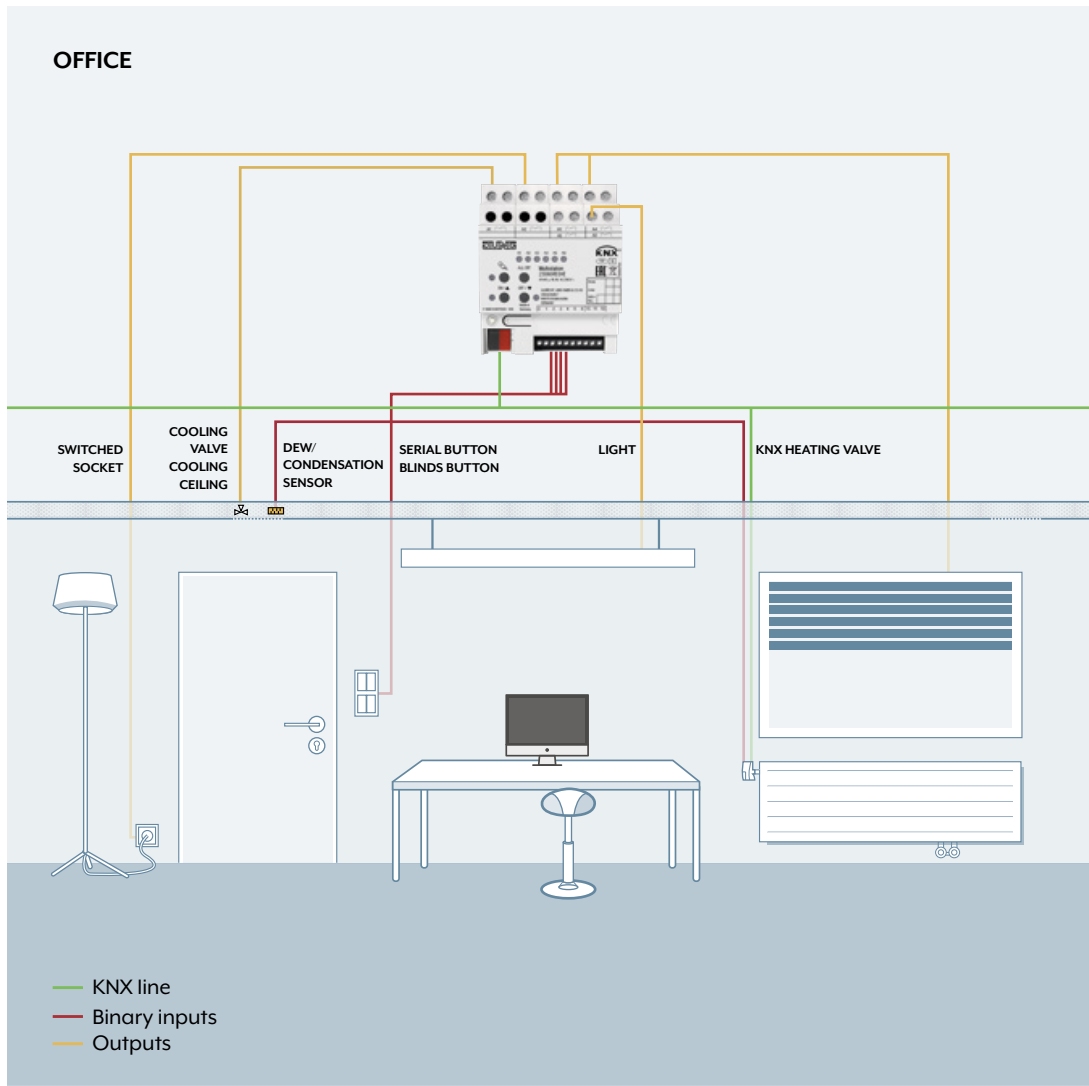 OFFICE
JUNG
KNX
SWITCHED
SOCKET
COOLING
VALVE
COOLING
CEILING
DEW/
CONDENSATION
SENSOR
SERIAL BUTTON
BLINDS BUTTON
LIGHT
KNX HEATING VALVE
KNX line
Binary inputs
Outputs